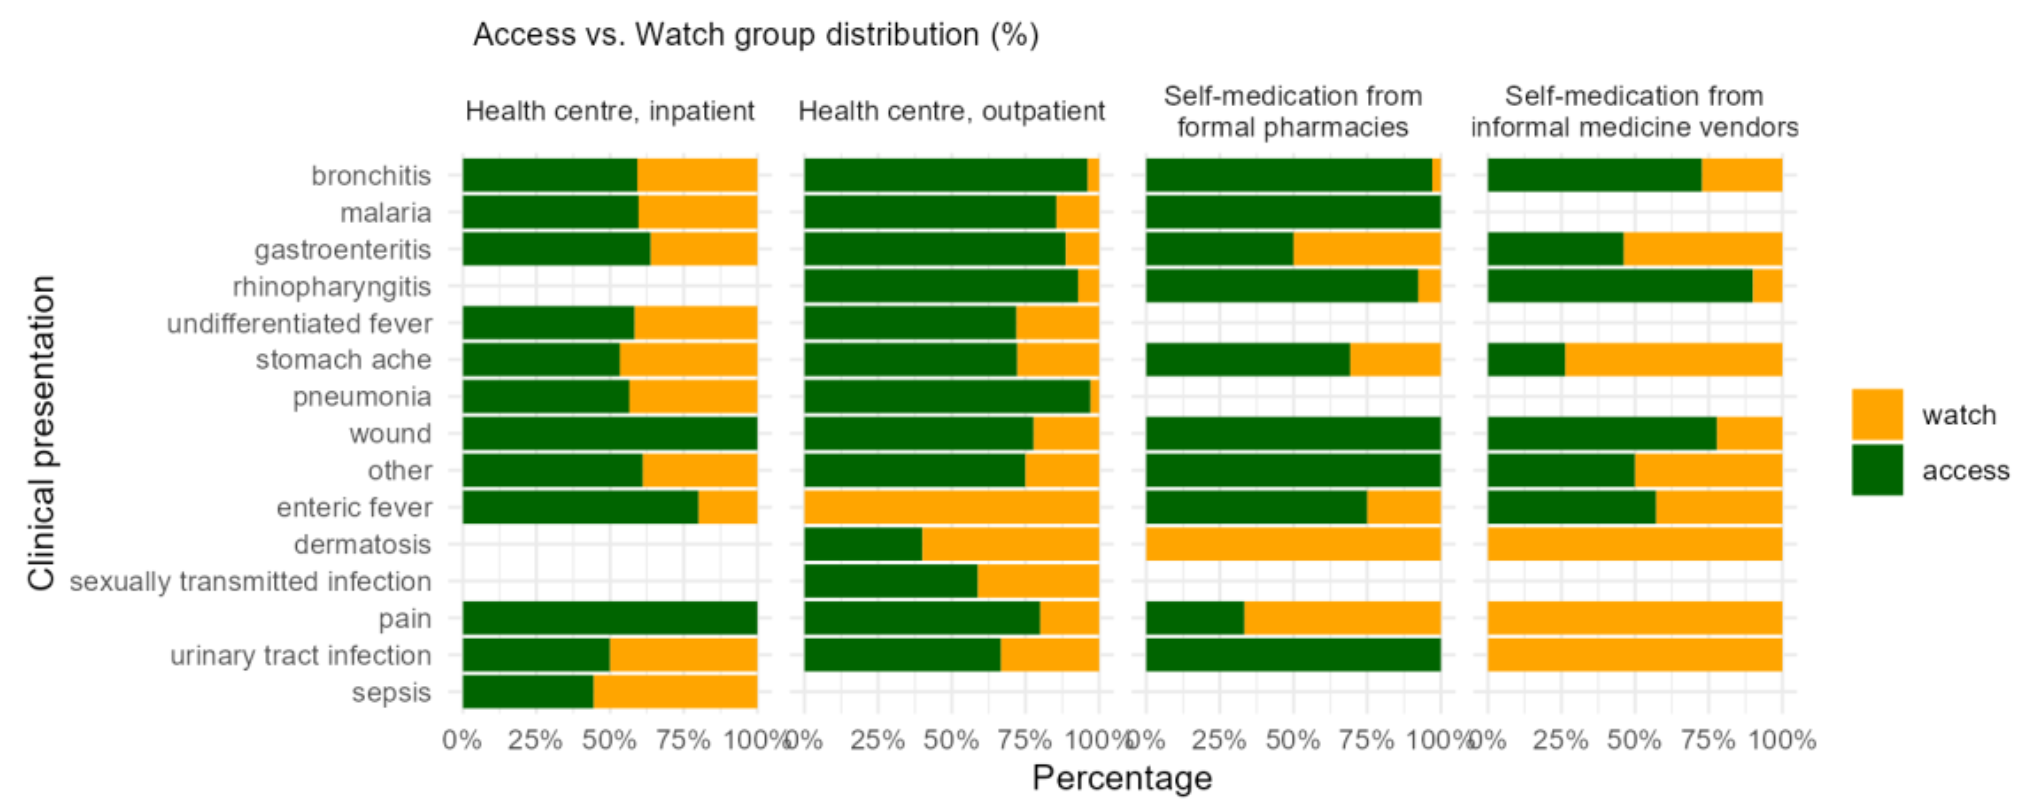 Access vs. Watch group distribution (%)
Health centre, inpatient
Health centre, outpatient
Self-medication from
formal pharmacies
Self-medication from
informal medicine vendors
Clinical presentation
bronchitis
malaria
gastroenteritis
rhinopharyngitis
undifferentiated fever
stomach ache
pneumonia
wound
other
enteric fever
dermatosis
sexually transmitted infection
pain
urinary tract infection
sepsis
0% 25% 50% 75% 100%
0% 25% 50% 75% 100%
0% 25% 50% 75% 100%
0% 25% 50% 75% 100%
Percentage
watch
access